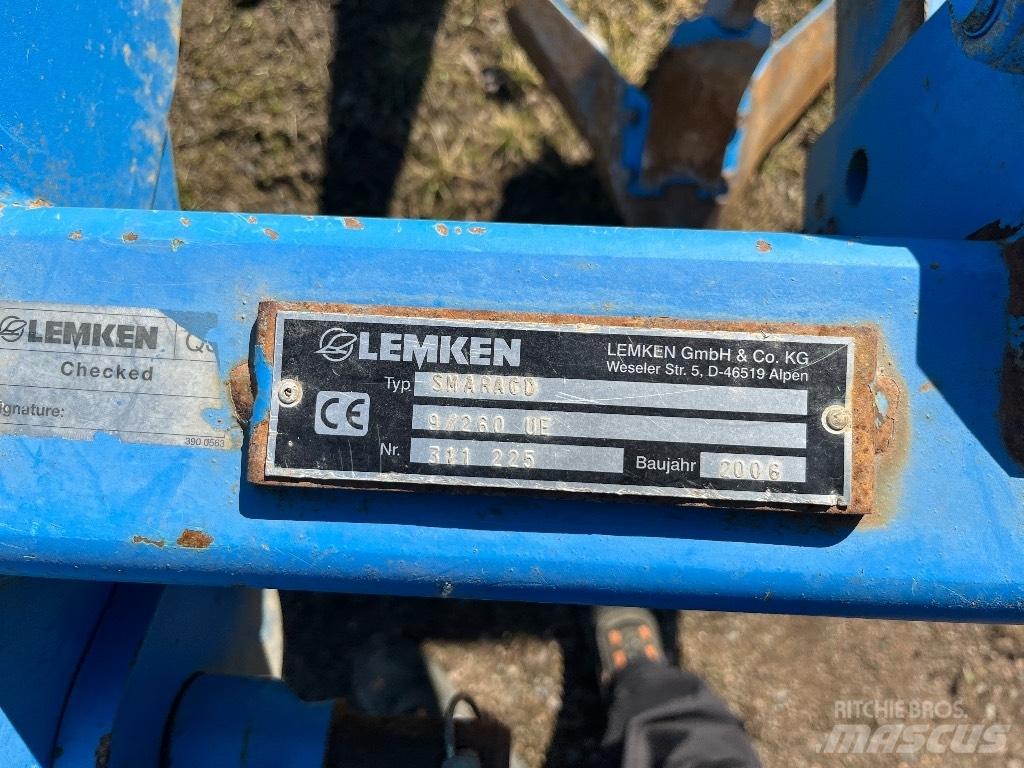 LEMKEN
Checked
ignature:
390 0563
LEMKEN
LEMKEN GmbH & Co. KG
Weseler Str. 5, D-46519 Alpen
Typ SMARAGD
CE 9/260 UE
Nr. 311 225 Baujahr 2006
RITCHIE BROS.
MASCUS